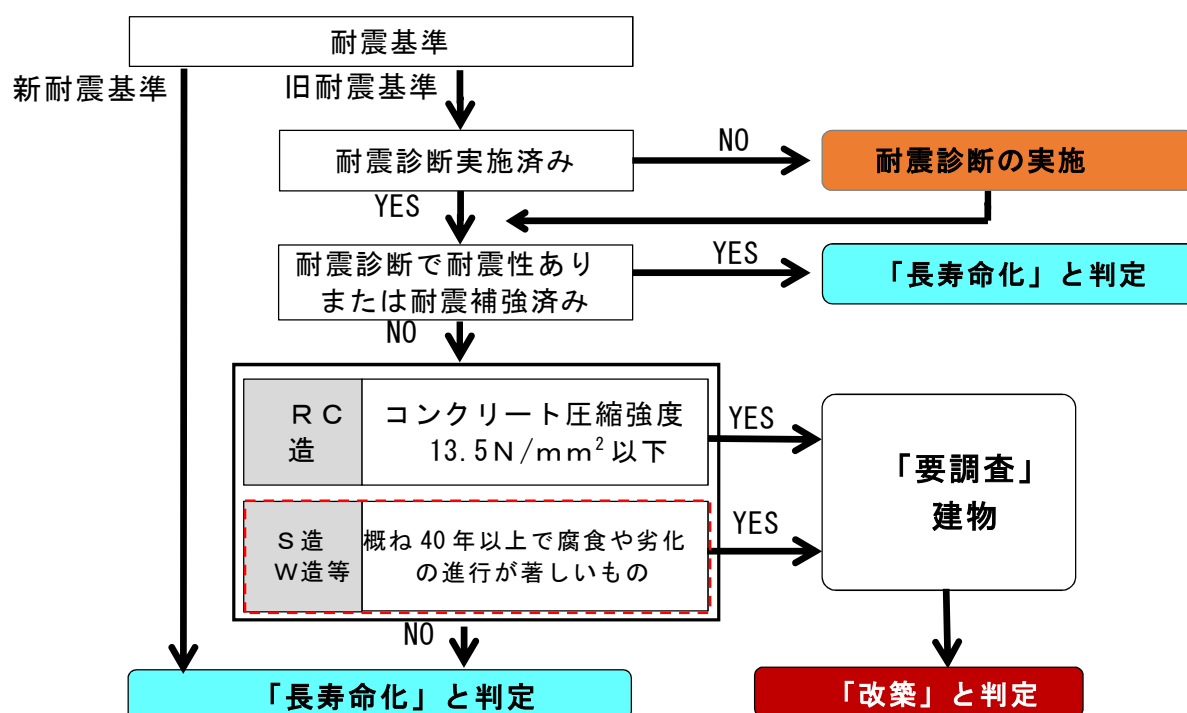 耐震基準
新耐震基準
旧耐震基準
耐震診断実施済み
NO
耐震診断の実施
YES
耐震診断で耐震性あり
または耐震補強済み
YES
「長寿命化」と判定
NO
RC
造
コンクリート圧縮強度
13.5N/mm²以下
YES
「要調査」
建物
S造
W造等
概ね40年以上で腐食や劣化
の進行が著しいもの
YES
NO
「長寿命化」と判定
「改築」と判定